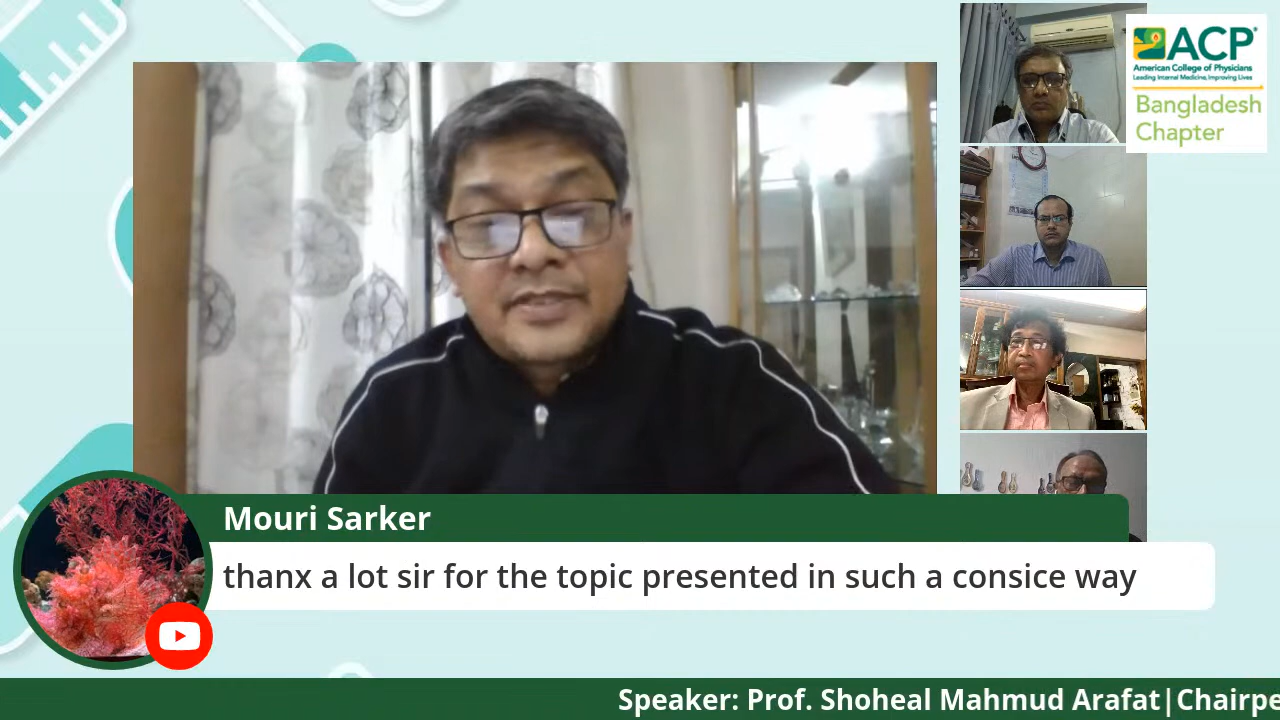 ACP
American College of Physicians
Leading Internal Medicine, Improving Lives
Bangladesh
Chapter
Mouri Sarker
thanx a lot sir for the topic presented in such a consice way
Speaker: Prof. Shoheal Mahmud Arafat|Chairpe